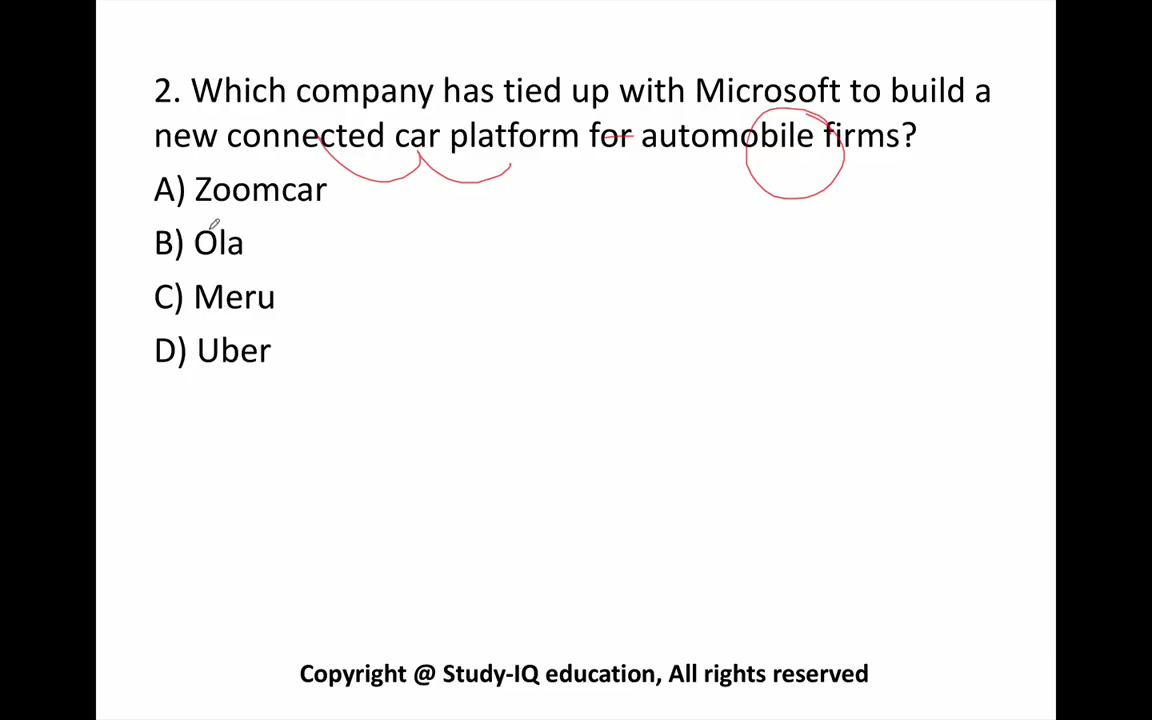 2. Which company has tied up with Microsoft to build a
new connected car platform for automobile firms?
A) Zoomcar
B) Ola
C) Meru
D) Uber
Copyright @ Study-IQ education, All rights reserved